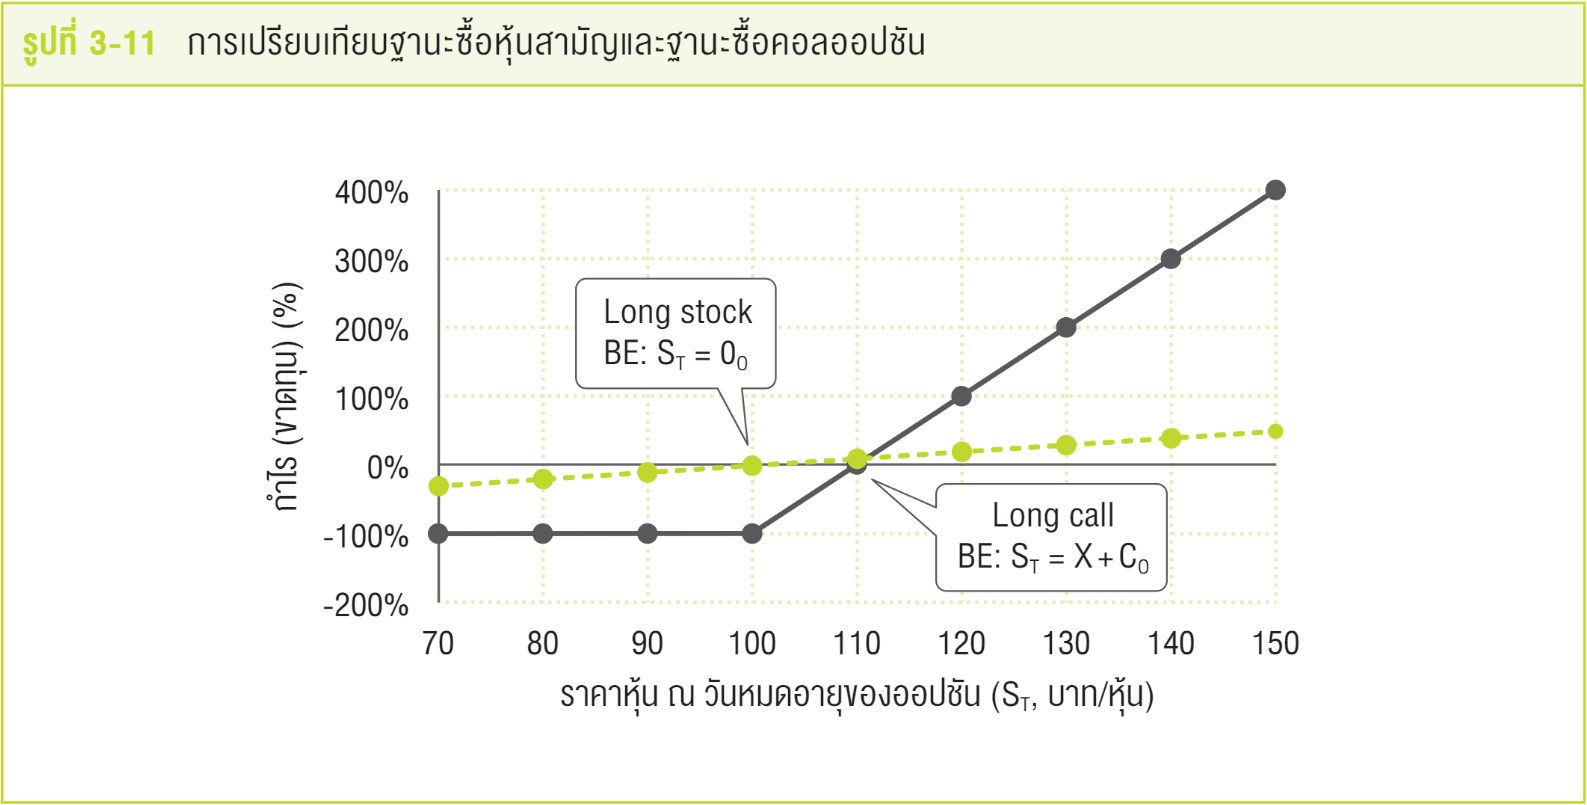 รูปที่ 3-11 การเปรียบเทียบฐานะซื้อหุ้นสามัญและฐานะซื้อคอลออปชัน
กำไร (ขาดทุน) (%)
400%
300%
200%
100%
0%
-100%
-200%
Long stock
BE: S_T = 0_0
Long call
BE: S_T = X + C_0
70 80 90 100 110 120 130 140 150
ราคาหุ้น ณ วันหมดอายุของออปชัน (S_T, บาท/หุ้น)